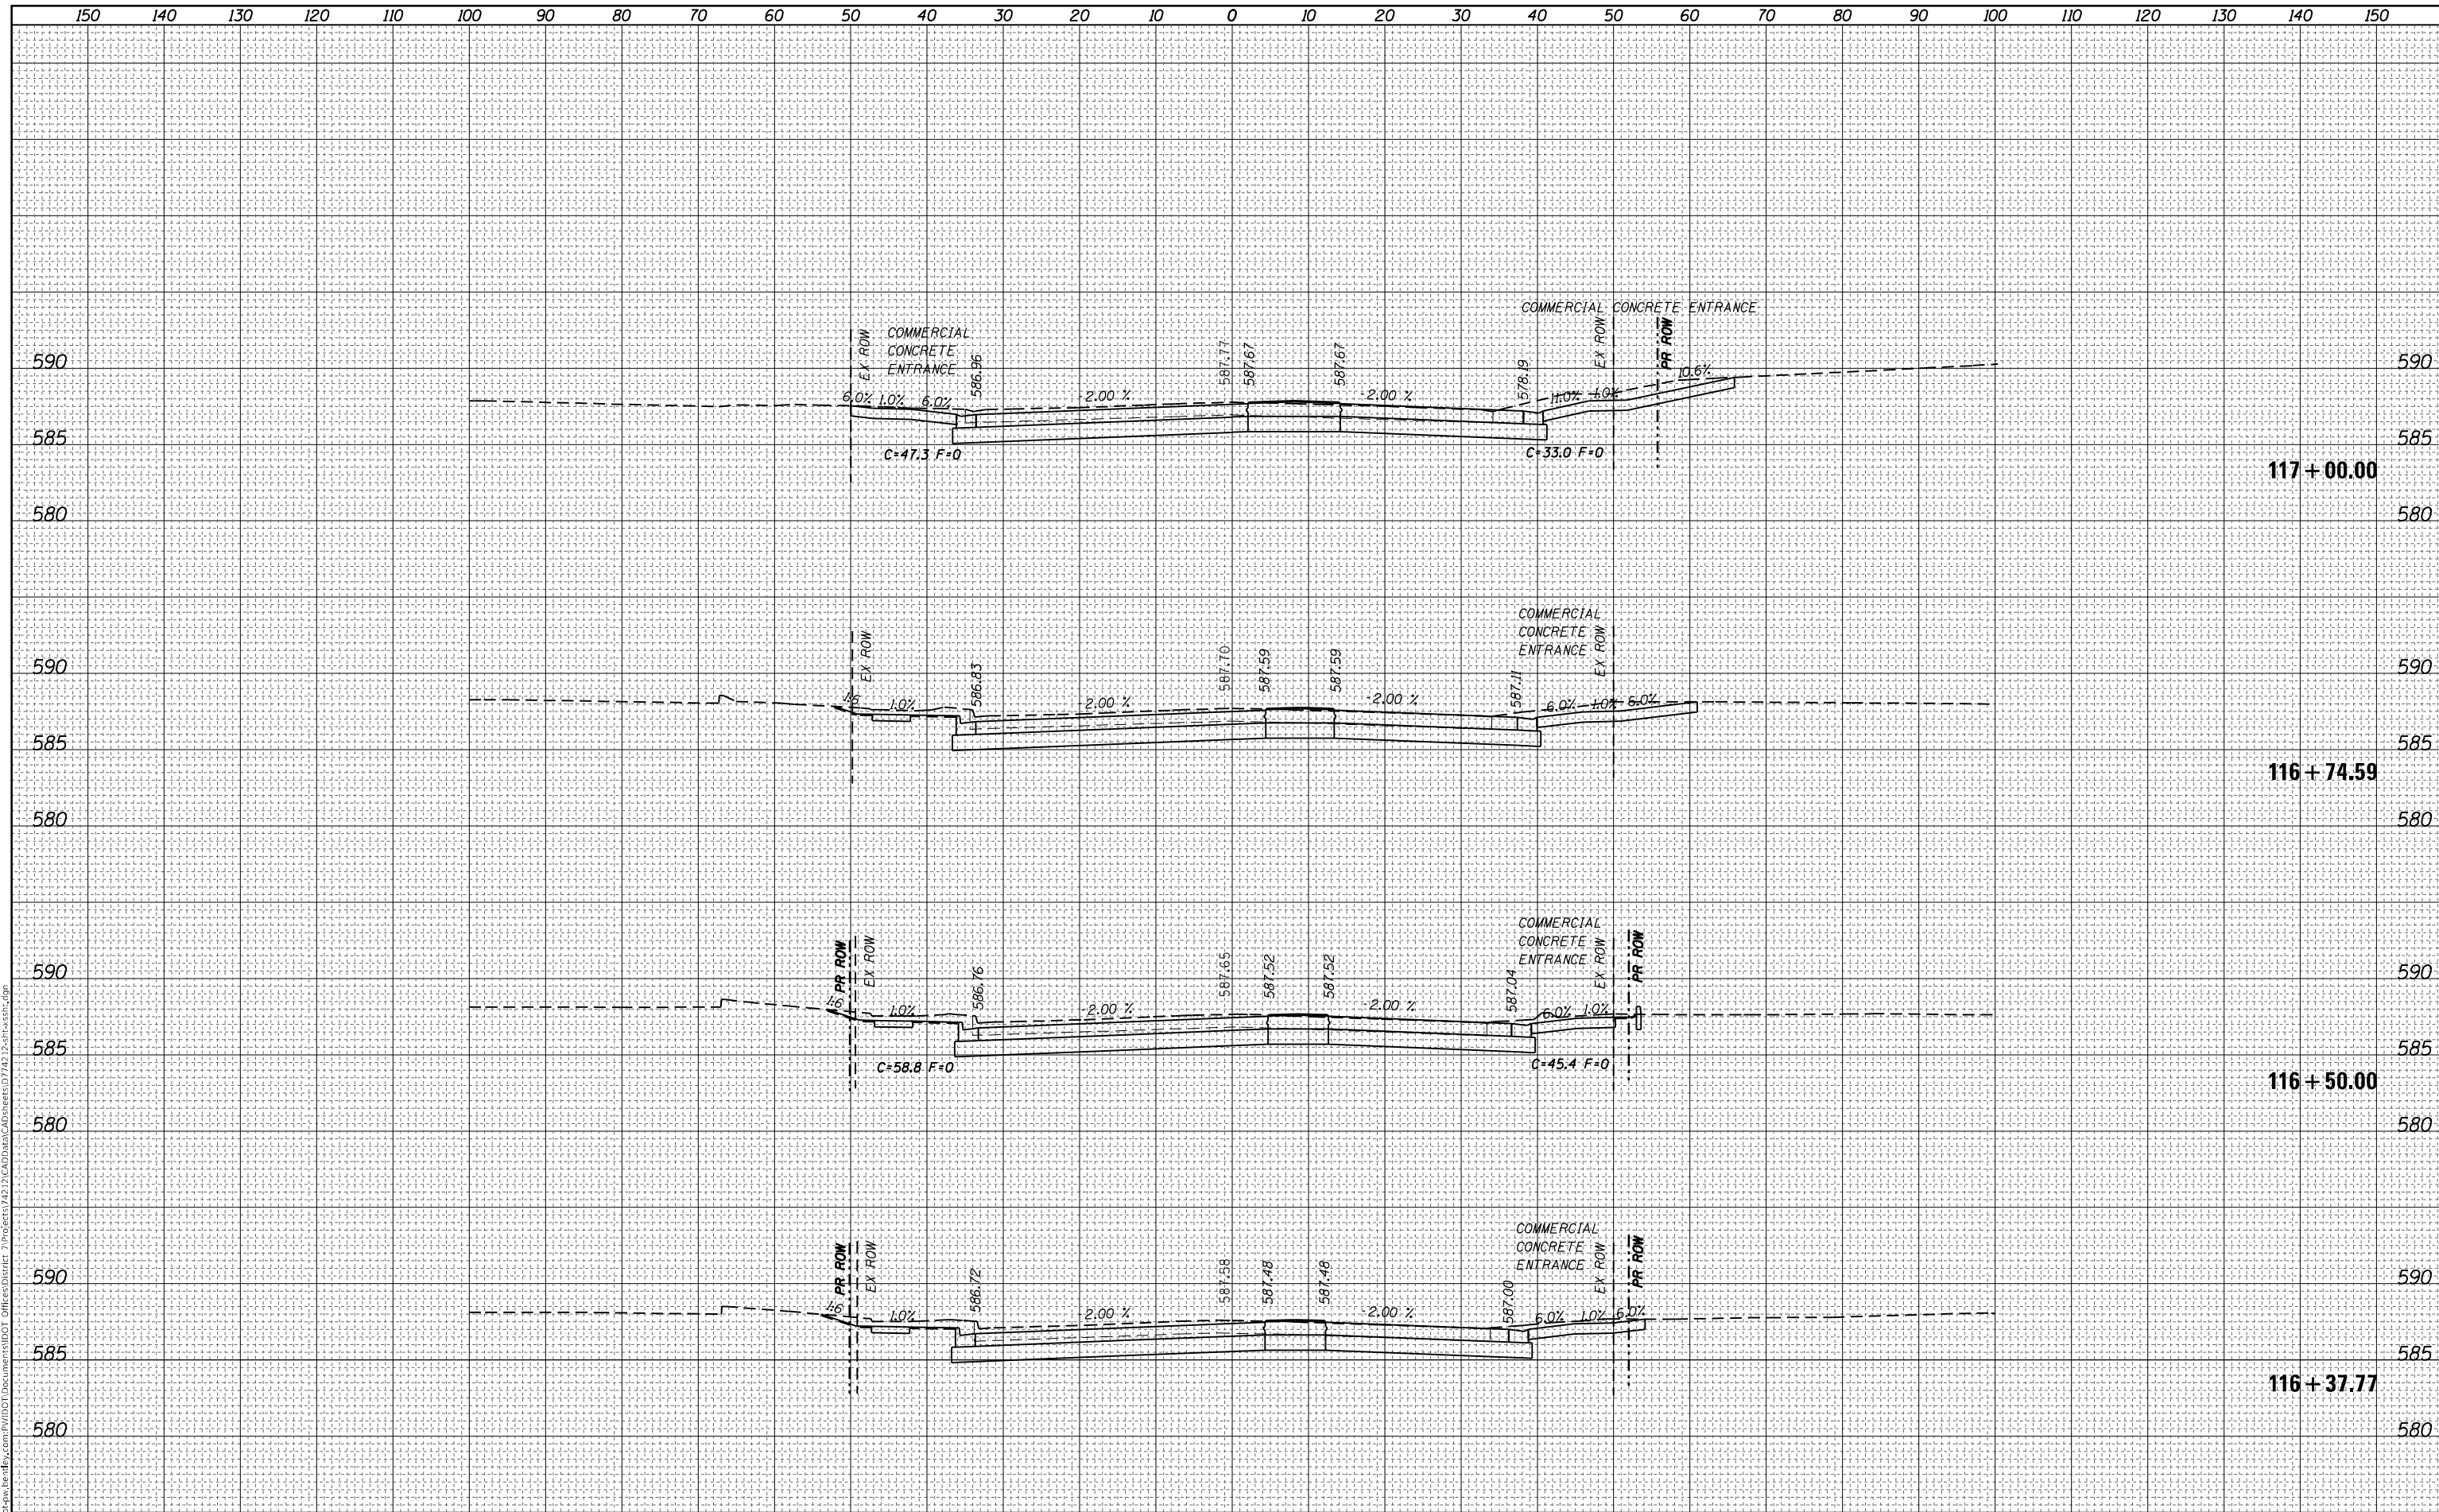 150 140 130 120 110 100 90 80 70 60 50 40 30 20 10 0 10 20 30 40 50 60 70 80 90 100 110 120 130 140 150
COMMERCIAL CONCRETE ENTRANCE
EX ROW
COMMERCIAL
CONCRETE
ENTRANCE
586.96
587.77
587.67
587.67
578.19
EX ROW
PR ROW
590 590
6.0% 1.0% 6.0% -2.00 % -2.00 % 11.0% 1.0% 10.6%
585 585
C=47.3 F=0 C=33.0 F=0
117+00.00
580 580
COMMERCIAL
CONCRETE
ENTRANCE
EX ROW
586.83
587.70
587.59
587.59
587.11
EX ROW
590 590
1:6 1.0% 2.00 % -2.00 % 6.0% 1.0% 6.0%
585 585
116+74.59
580 580
COMMERCIAL
CONCRETE
ENTRANCE
PR ROW
EX ROW
586.76
587.65
587.52
587.52
587.04
EX ROW
PR ROW
590 590
1:6 1.0% -2.00 % -2.00 % 6.0% 1.0%
585 585
C=58.8 F=0 C=45.4 F=0
116+50.00
580 580
COMMERCIAL
CONCRETE
ENTRANCE
PR ROW
EX ROW
586.72
587.58
587.48
587.48
587.00
EX ROW
PR ROW
590 590
1:6 1.0% -2.00 % -2.00 % 6.0% 1.0% 6.0%
585 585
116+37.77
580 580